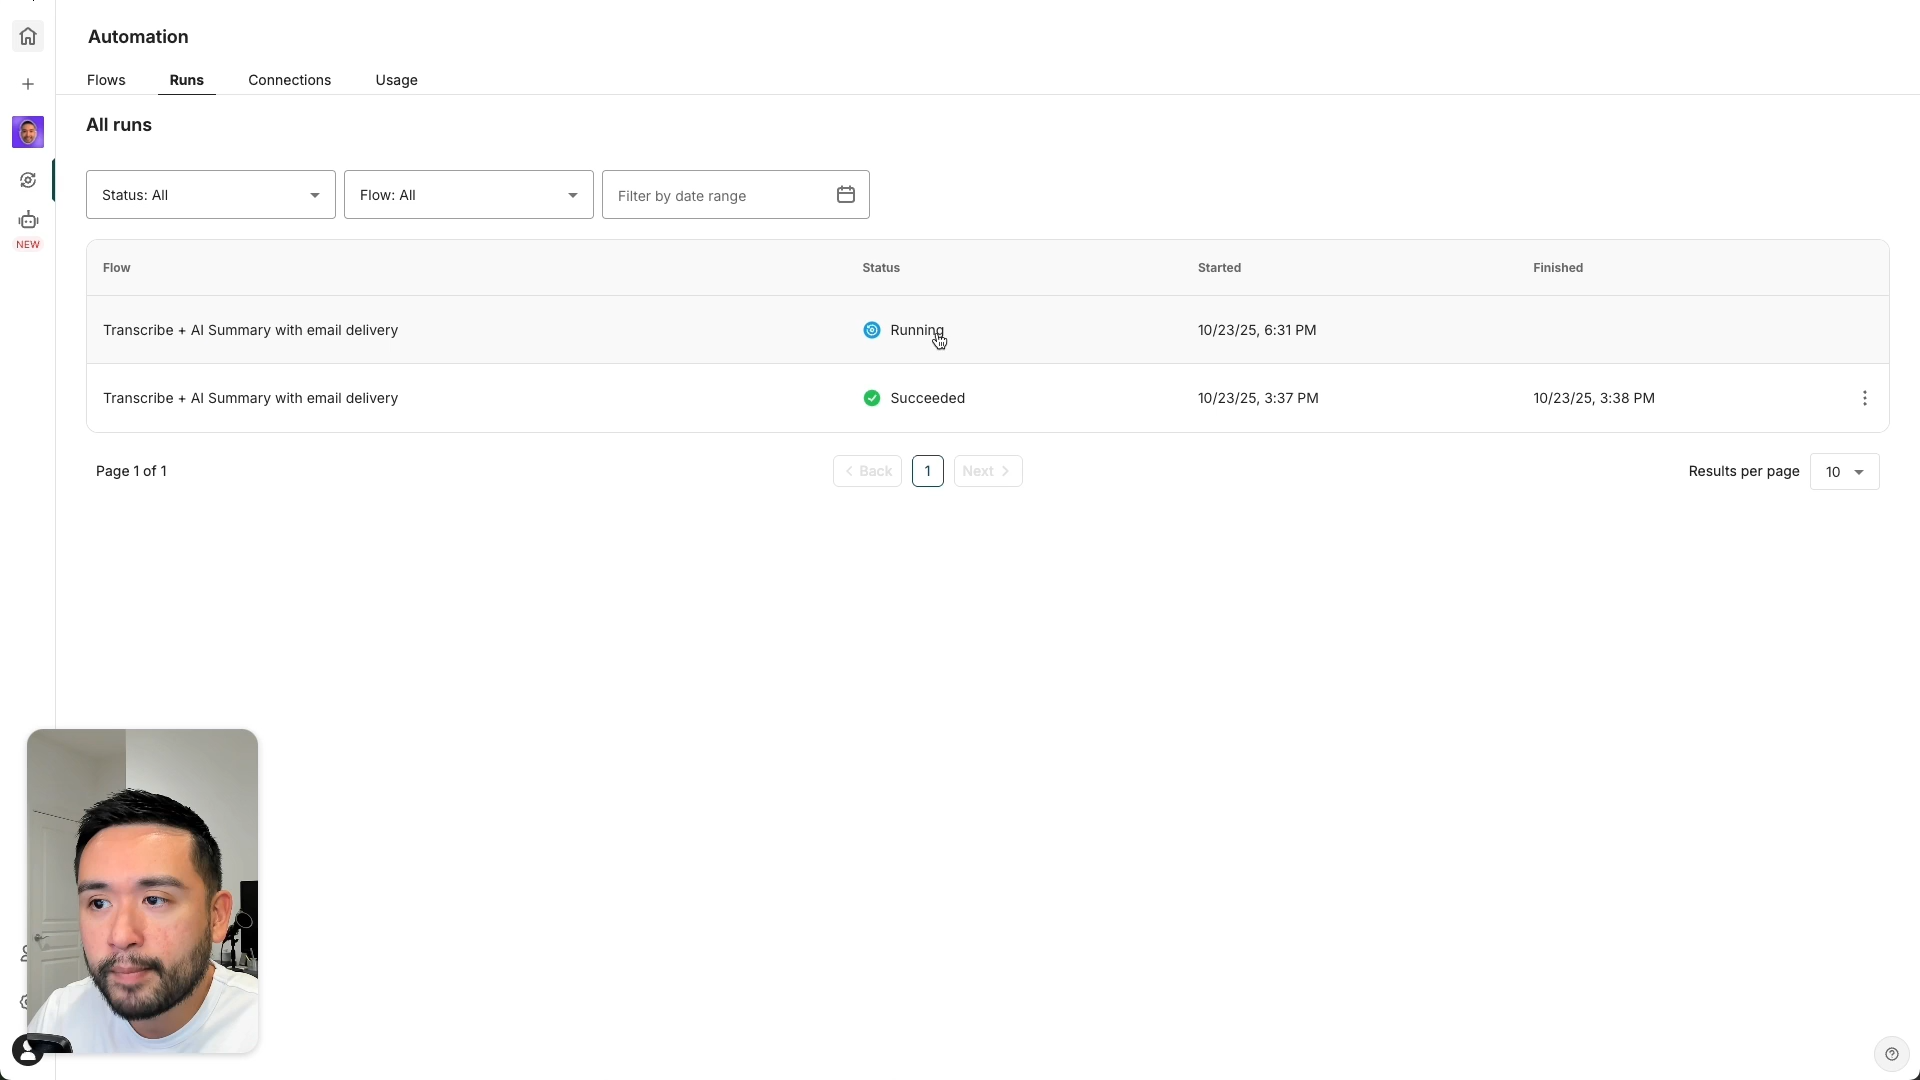 Automation
Flows Runs Connections Usage
All runs
Status: All Flow: All Filter by date range
NEW
Flow Status Started Finished
Transcribe + AI Summary with email delivery Running 10/23/25, 6:31 PM
Transcribe + AI Summary with email delivery Succeeded 10/23/25, 3:37 PM 10/23/25, 3:38 PM
Page 1 of 1 Back 1 Next Results per page 10